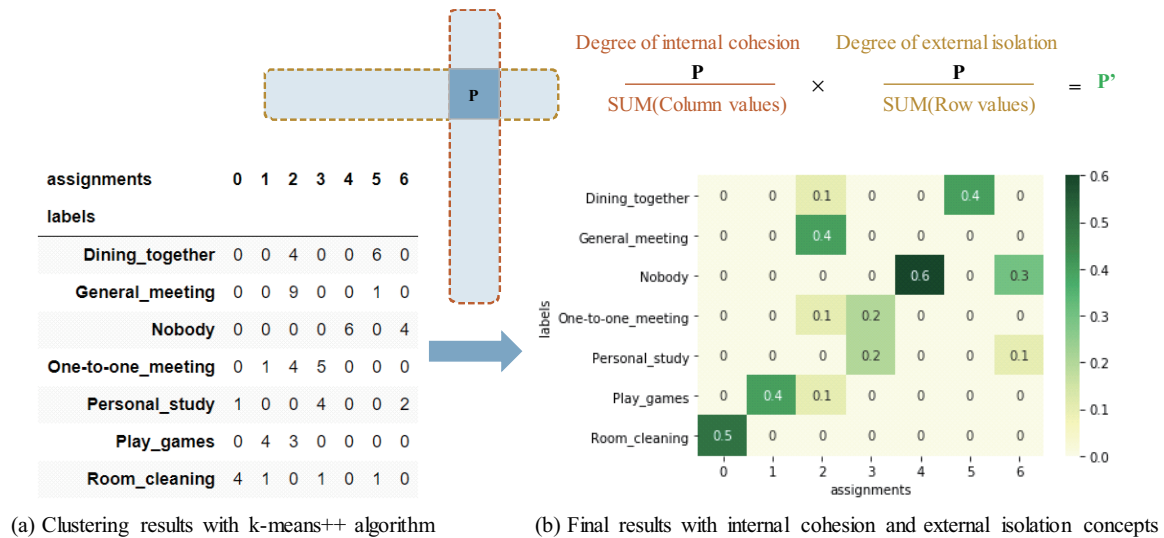 Degree of internal cohesion Degree of external isolation
P P
P × = P'
SUM(Column values) SUM(Row values)
assignments 0 1 2 3 4 5 6
labels
Dining_together 0 0 4 0 0 6 0
General_meeting 0 0 9 0 0 1 0
Nobody 0 0 0 0 6 0 4
One-to-one_meeting 0 1 4 5 0 0 0
Personal_study 1 0 0 4 0 0 2
Play_games 0 4 3 0 0 0 0
Room_cleaning 4 1 0 1 0 1 0
(a) Clustering results with k-means++ algorithm
Dining_together 0 0 0.1 0 0 0.4 0
General_meeting 0 0 0.4 0 0 0 0
Nobody 0 0 0 0 0.6 0 0.3
One-to-one_meeting 0 0 0.1 0.2 0 0 0
Personal_study 0 0 0 0.2 0 0 0.1
Play_games 0 0.4 0.1 0 0 0 0
Room_cleaning 0.5 0 0 0 0 0 0
0 1 2 3 4 5 6
assignments
labels
0.6
0.5
0.4
0.3
0.2
0.1
0.0
(b) Final results with internal cohesion and external isolation concepts